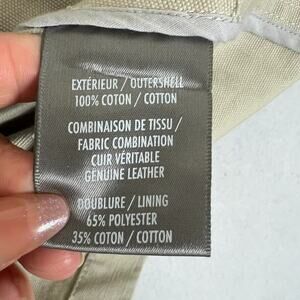 EXTÉRIEUR / OUTERSHELL
100% COTON / COTTON
COMBINAISON DE TISSU /
FABRIC COMBINATION
CUIR VÉRITABLE
GENUINE LEATHER
DOUBLURE / LINING
65% POLYESTER
35% COTON / COTTON